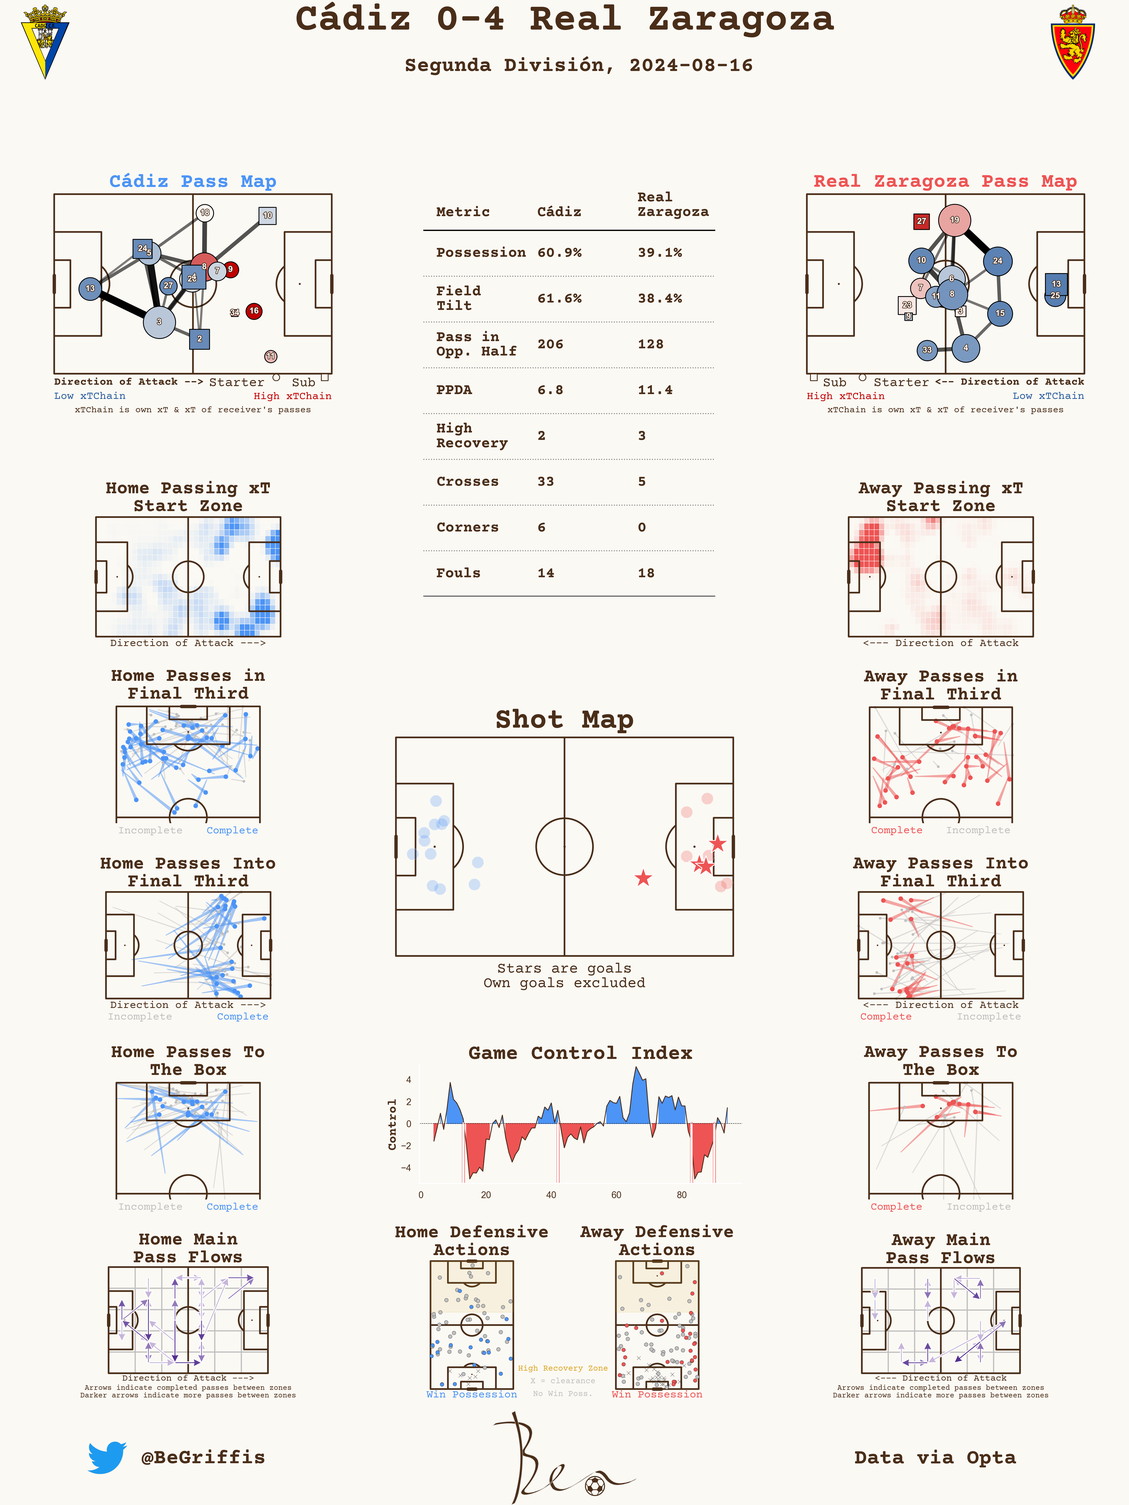 Cádiz 0-4 Real Zaragoza
Segunda División, 2024-08-16
Cádiz Pass Map
10
10
24
5
8
9
4
7
13
27
3
34
16
2
11
Direction of Attack --> Starter Sub
Low xTChain High xTChain
xTChain is own xT & xT of receiver's passes
Metric Cádiz Real Zaragoza
Possession 60.9% 39.1%
Field Tilt 61.6% 38.4%
Pass in Opp. Half 206 128
PPDA 6.8 11.4
High Recovery 2 3
Crosses 33 5
Corners 6 0
Fouls 14 18
Real Zaragoza Pass Map
27
19
10
24
6
7
11
8
13
25
23
3
15
33
4
Sub Starter <-- Direction of Attack
High xTChain Low xTChain
xTChain is own xT & xT of receiver's passes
Home Passing xT
Start Zone
Direction of Attack --->
Away Passing xT
Start Zone
<--- Direction of Attack
Home Passes in
Final Third
Incomplete Complete
Away Passes in
Final Third
Complete Incomplete
Shot Map
Stars are goals
Own goals excluded
Home Passes Into
Final Third
Direction of Attack --->
Incomplete Complete
Away Passes Into
Final Third
<--- Direction of Attack
Complete Incomplete
Home Passes To
The Box
Incomplete Complete
Game Control Index
Control
4
2
0
−2
−4
0 20 40 60 80
Away Passes To
The Box
Complete Incomplete
Home Main
Pass Flows
Direction of Attack --->
Arrows indicate completed passes between zones
Darker arrows indicate more passes between zones
Home Defensive
Actions
Win Possession
Away Defensive
Actions
Win Possession
High Recovery Zone
X = clearance
No Win Poss.
Away Main
Pass Flows
<--- Direction of Attack
Arrows indicate completed passes between zones
Darker arrows indicate more passes between zones
@BeGriffis
Data via Opta